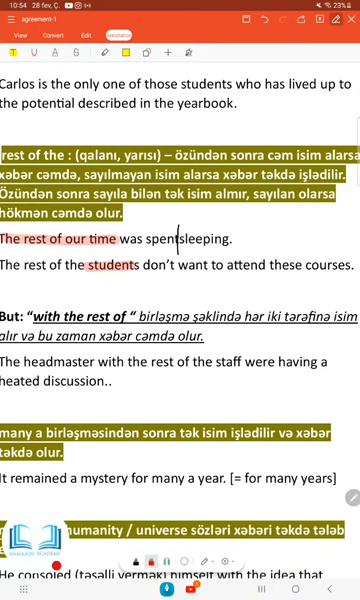 10:54
28 fev, Ç.
23%
agreement-1
View
Convert
Edit
Annotation
Carlos is the only one of those students who has lived up to
the potential described in the yearbook.
rest of the : (qalanı, yarısı) – özündən sonra cəm isim alarsa
xəbər cəmdə, sayılmayan isim alarsa xəbər təkdə işlədilir.
Özündən sonra sayıla bilən tək isim almır, sayılan olarsa
hökmən cəmdə olur.
The rest of our time was spent sleeping.
The rest of the students don't want to attend these courses.
But: "with the rest of " birləşmə şəklində hər iki tərəfinə isim
alır və bu zaman xəbər cəmdə olur.
The headmaster with the rest of the staff were having a
heated discussion..
many a birləşməsindən sonra tək isim işlədilir və xəbər
təkdə olur.
It remained a mystery for many a year. [= for many years]
humanity / universe sözləri xəbəri təkdə tələb
He consoled (təsəlli vermək) himself with the idea that